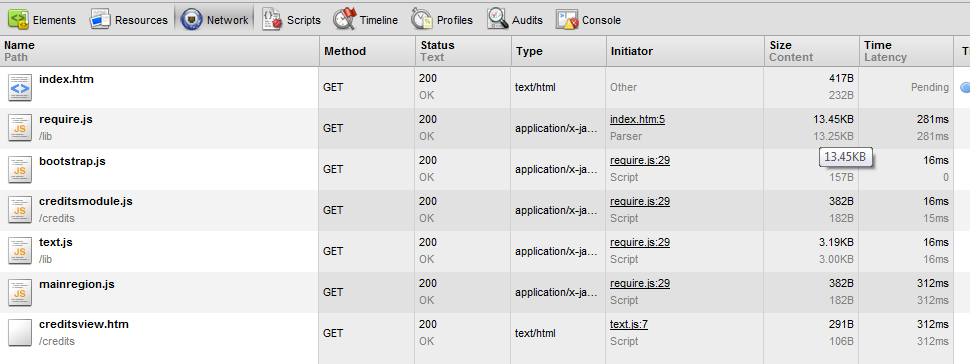 Elements Resources Network Scripts Timeline Profiles Audits Console
Name Method Status Type Initiator Size Time T
Path Text Content Latency
index.htm GET 200 OK text/html Other 417B 232B Pending
require.js /lib GET 200 OK application/x-ja... index.htm:5 Parser 13.45KB 13.25KB 281ms 281ms
13.45KB
bootstrap.js GET 200 OK application/x-ja... require.js:29 Script 157B 16ms 0
creditsmodule.js /credits GET 200 OK application/x-ja... require.js:29 Script 382B 182B 16ms 15ms
text.js /lib GET 200 OK application/x-ja... require.js:29 Script 3.19KB 3.00KB 16ms 16ms
mainregion.js GET 200 OK application/x-ja... require.js:29 Script 382B 182B 312ms 312ms
creditsview.htm /credits GET 200 OK text/html text.js:7 Script 291B 106B 312ms 312ms